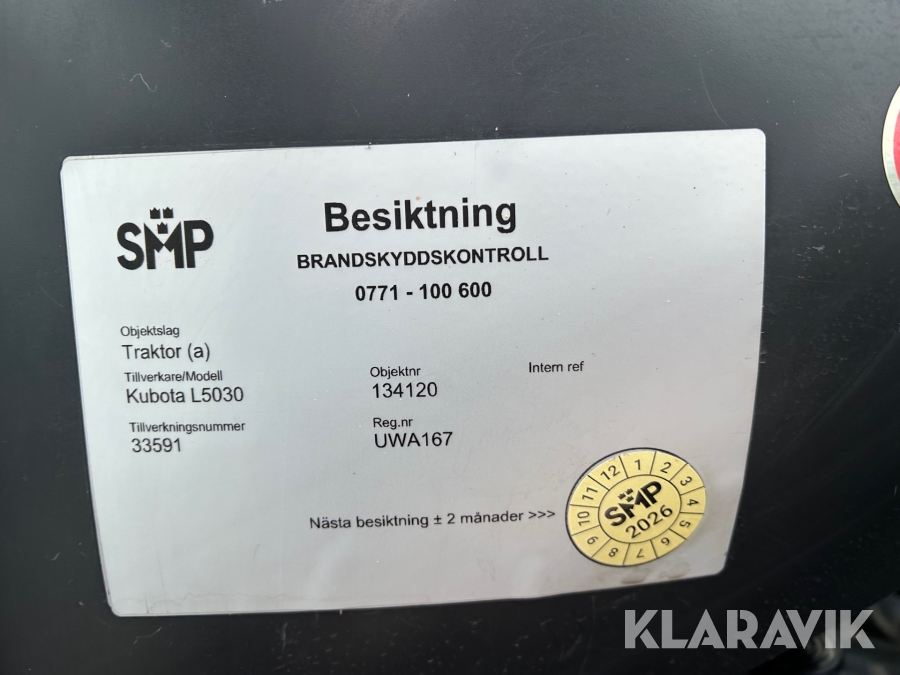 SMP
Besiktning
BRANDSKYDDSKONTROLL
0771 - 100 600
Objektslag
Traktor (a)
Tillverkare/Modell
Kubota L5030
Objektnr
134120
Intern ref
Tillverkningsnummer
33591
Reg.nr
UWA167
Nästa besiktning ± 2 månader >>>
1 2 3 4 5 6 7 8 9 10 11 12
SMP
2026
KLARAVIK